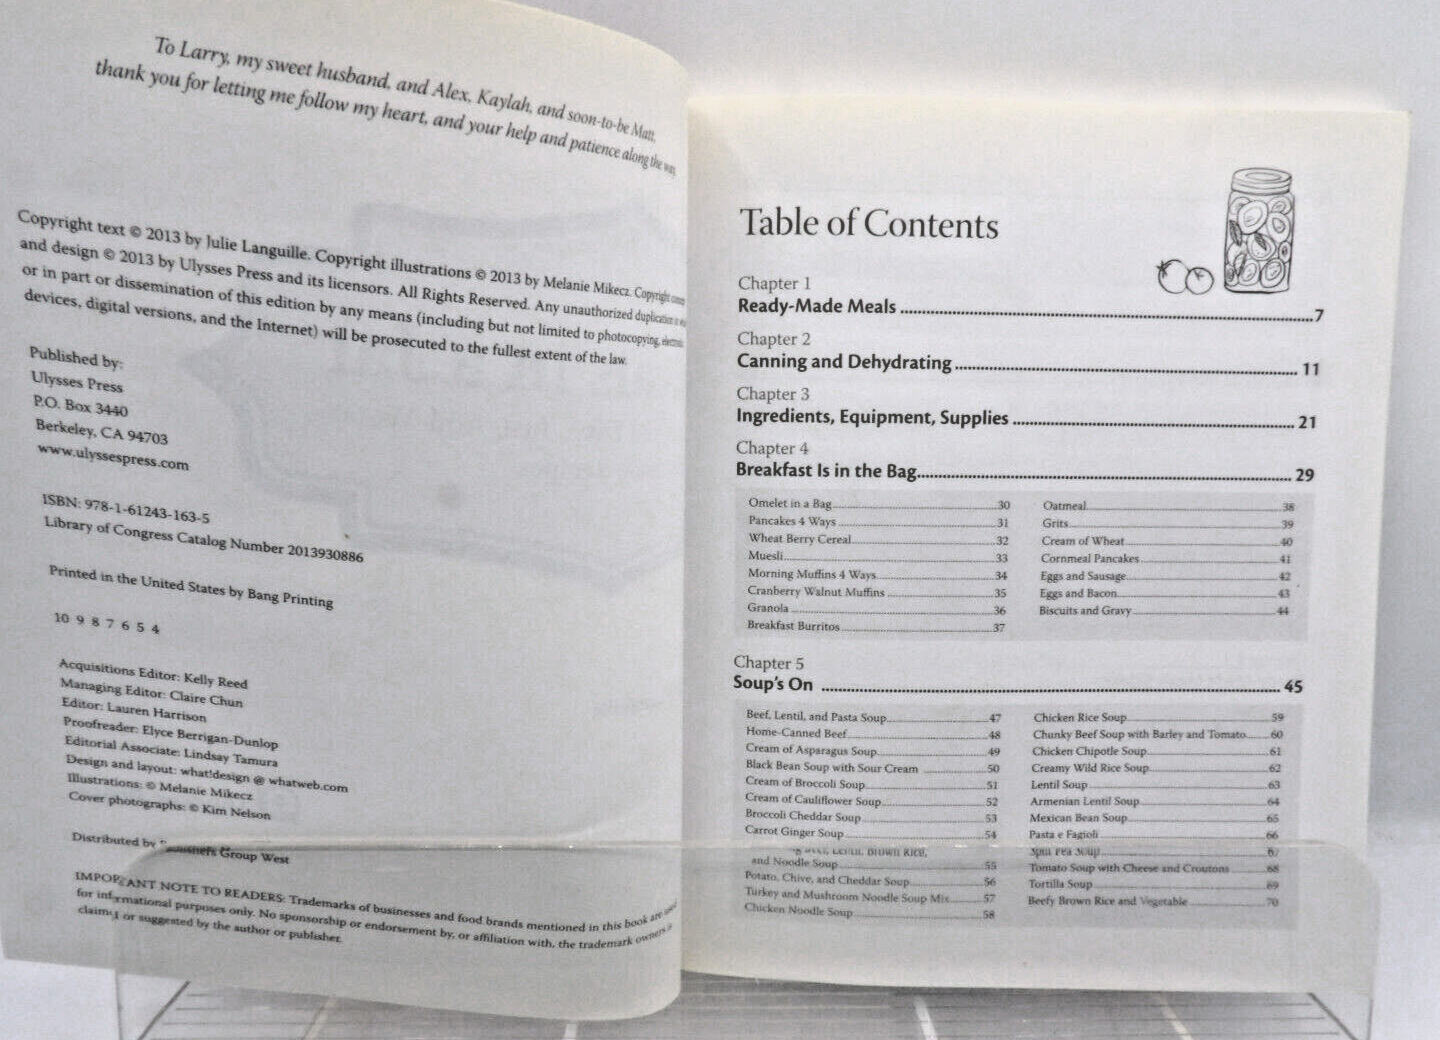 To Larry, my sweet husband, and Alex, Kaylah, and soon-to-be Matt,
thank you for letting me follow my heart, and your help and patience along the way.
Copyright text © 2013 by Julie Languille. Copyright illustrations © 2013 by Melanie Mikecz. Copyright
and design © 2013 by Ulysses Press and its licensors. All Rights Reserved. Any unauthorized duplication in
or in part or dissemination of this edition by any means (including but not limited to photocopying, electronic
devices, digital versions, and the Internet) will be prosecuted to the fullest extent of the law.
Published by:
Ulysses Press
P.O. Box 3440
Berkeley, CA 94703
www.ulyssespress.com
ISBN: 978-1-61243-163-5
Library of Congress Catalog Number 2013930886
Printed in the United States by Bang Printing
10 9 8 7 6 5 4
Acquisitions Editor: Kelly Reed
Managing Editor: Claire Chun
Editor: Lauren Harrison
Proofreader: Elyce Berrigan-Dunlop
Editorial Associate: Lindsay Tamura
Design and layout: what!design @ whatweb.com
Illustrations: © Melanie Mikecz
Cover photographs: © Kim Nelson
Distributed by Group West
IMPORTANT NOTE TO READERS: Trademarks of businesses and food brands mentioned in this book are used
for informational purposes only. No sponsorship or endorsement by, or affiliation with, the trademark owners is
claimed or suggested by the author or publisher.
Table of Contents
Chapter 1
Ready-Made Meals 7
Chapter 2
Canning and Dehydrating 11
Chapter 3
Ingredients, Equipment, Supplies 21
Chapter 4
Breakfast Is in the Bag 29
Omelet in a Bag 30
Pancakes 4 Ways 31
Wheat Berry Cereal 32
Muesli 33
Morning Muffins 4 Ways 34
Cranberry Walnut Muffins 35
Granola 36
Breakfast Burritos 37
Oatmeal 38
Grits 39
Cream of Wheat 40
Cornmeal Pancakes 41
Eggs and Sausage 42
Eggs and Bacon 43
Biscuits and Gravy 44
Chapter 5
Soup's On 45
Beef, Lentil, and Pasta Soup 47
Home-Canned Beef 48
Cream of Asparagus Soup 49
Black Bean Soup with Sour Cream 50
Cream of Broccoli Soup 51
Cream of Cauliflower Soup 52
Broccoli Cheddar Soup 53
Carrot Ginger Soup 54
Beef, Lentil, Brown Rice,
and Noodle Soup 55
Potato, Chive, and Cheddar Soup 56
Turkey and Mushroom Noodle Soup Mix 57
Chicken Noodle Soup 58
Chicken Rice Soup 59
Chunky Beef Soup with Barley and Tomato 60
Chicken Chipotle Soup 61
Creamy Wild Rice Soup 62
Lentil Soup 63
Armenian Lentil Soup 64
Mexican Bean Soup 65
Pasta e Fagioli 66
Split Pea Soup 67
Tomato Soup with Cheese and Croutons 68
Tortilla Soup 69
Beefy Brown Rice and Vegetable 70